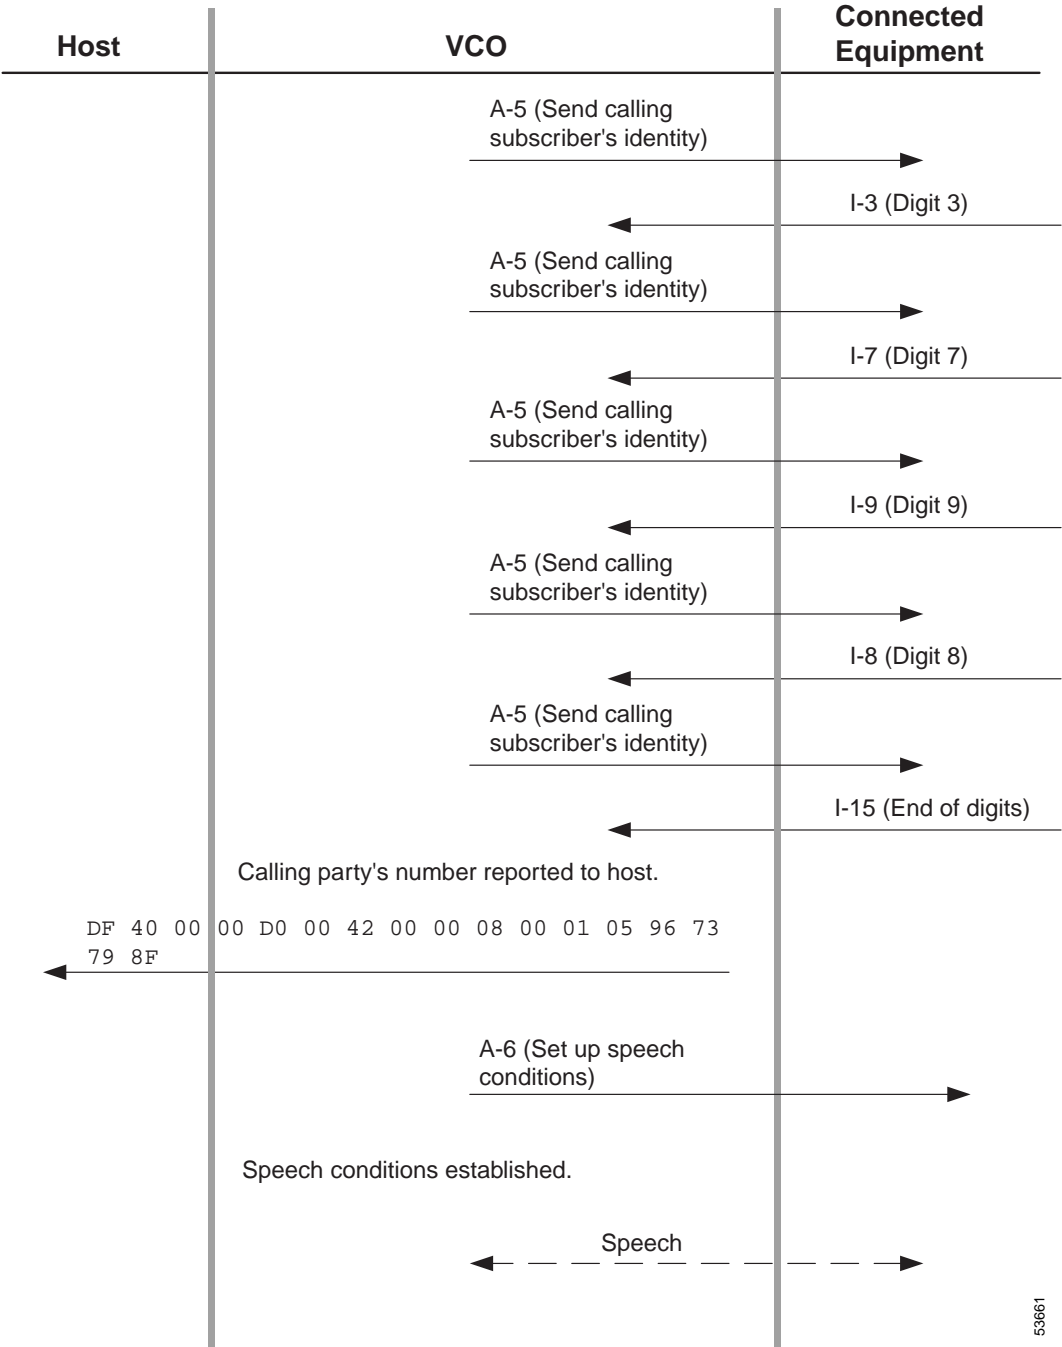 Host
VCO
Connected
Equipment
A-5 (Send calling
subscriber's identity)
I-3 (Digit 3)
A-5 (Send calling
subscriber's identity)
I-7 (Digit 7)
A-5 (Send calling
subscriber's identity)
I-9 (Digit 9)
A-5 (Send calling
subscriber's identity)
I-8 (Digit 8)
A-5 (Send calling
subscriber's identity)
I-15 (End of digits)
Calling party's number reported to host.
DF 40 00 00 D0 00 42 00 00 08 00 01 05 96 73
79 8F
A-6 (Set up speech
conditions)
Speech conditions established.
Speech
53661